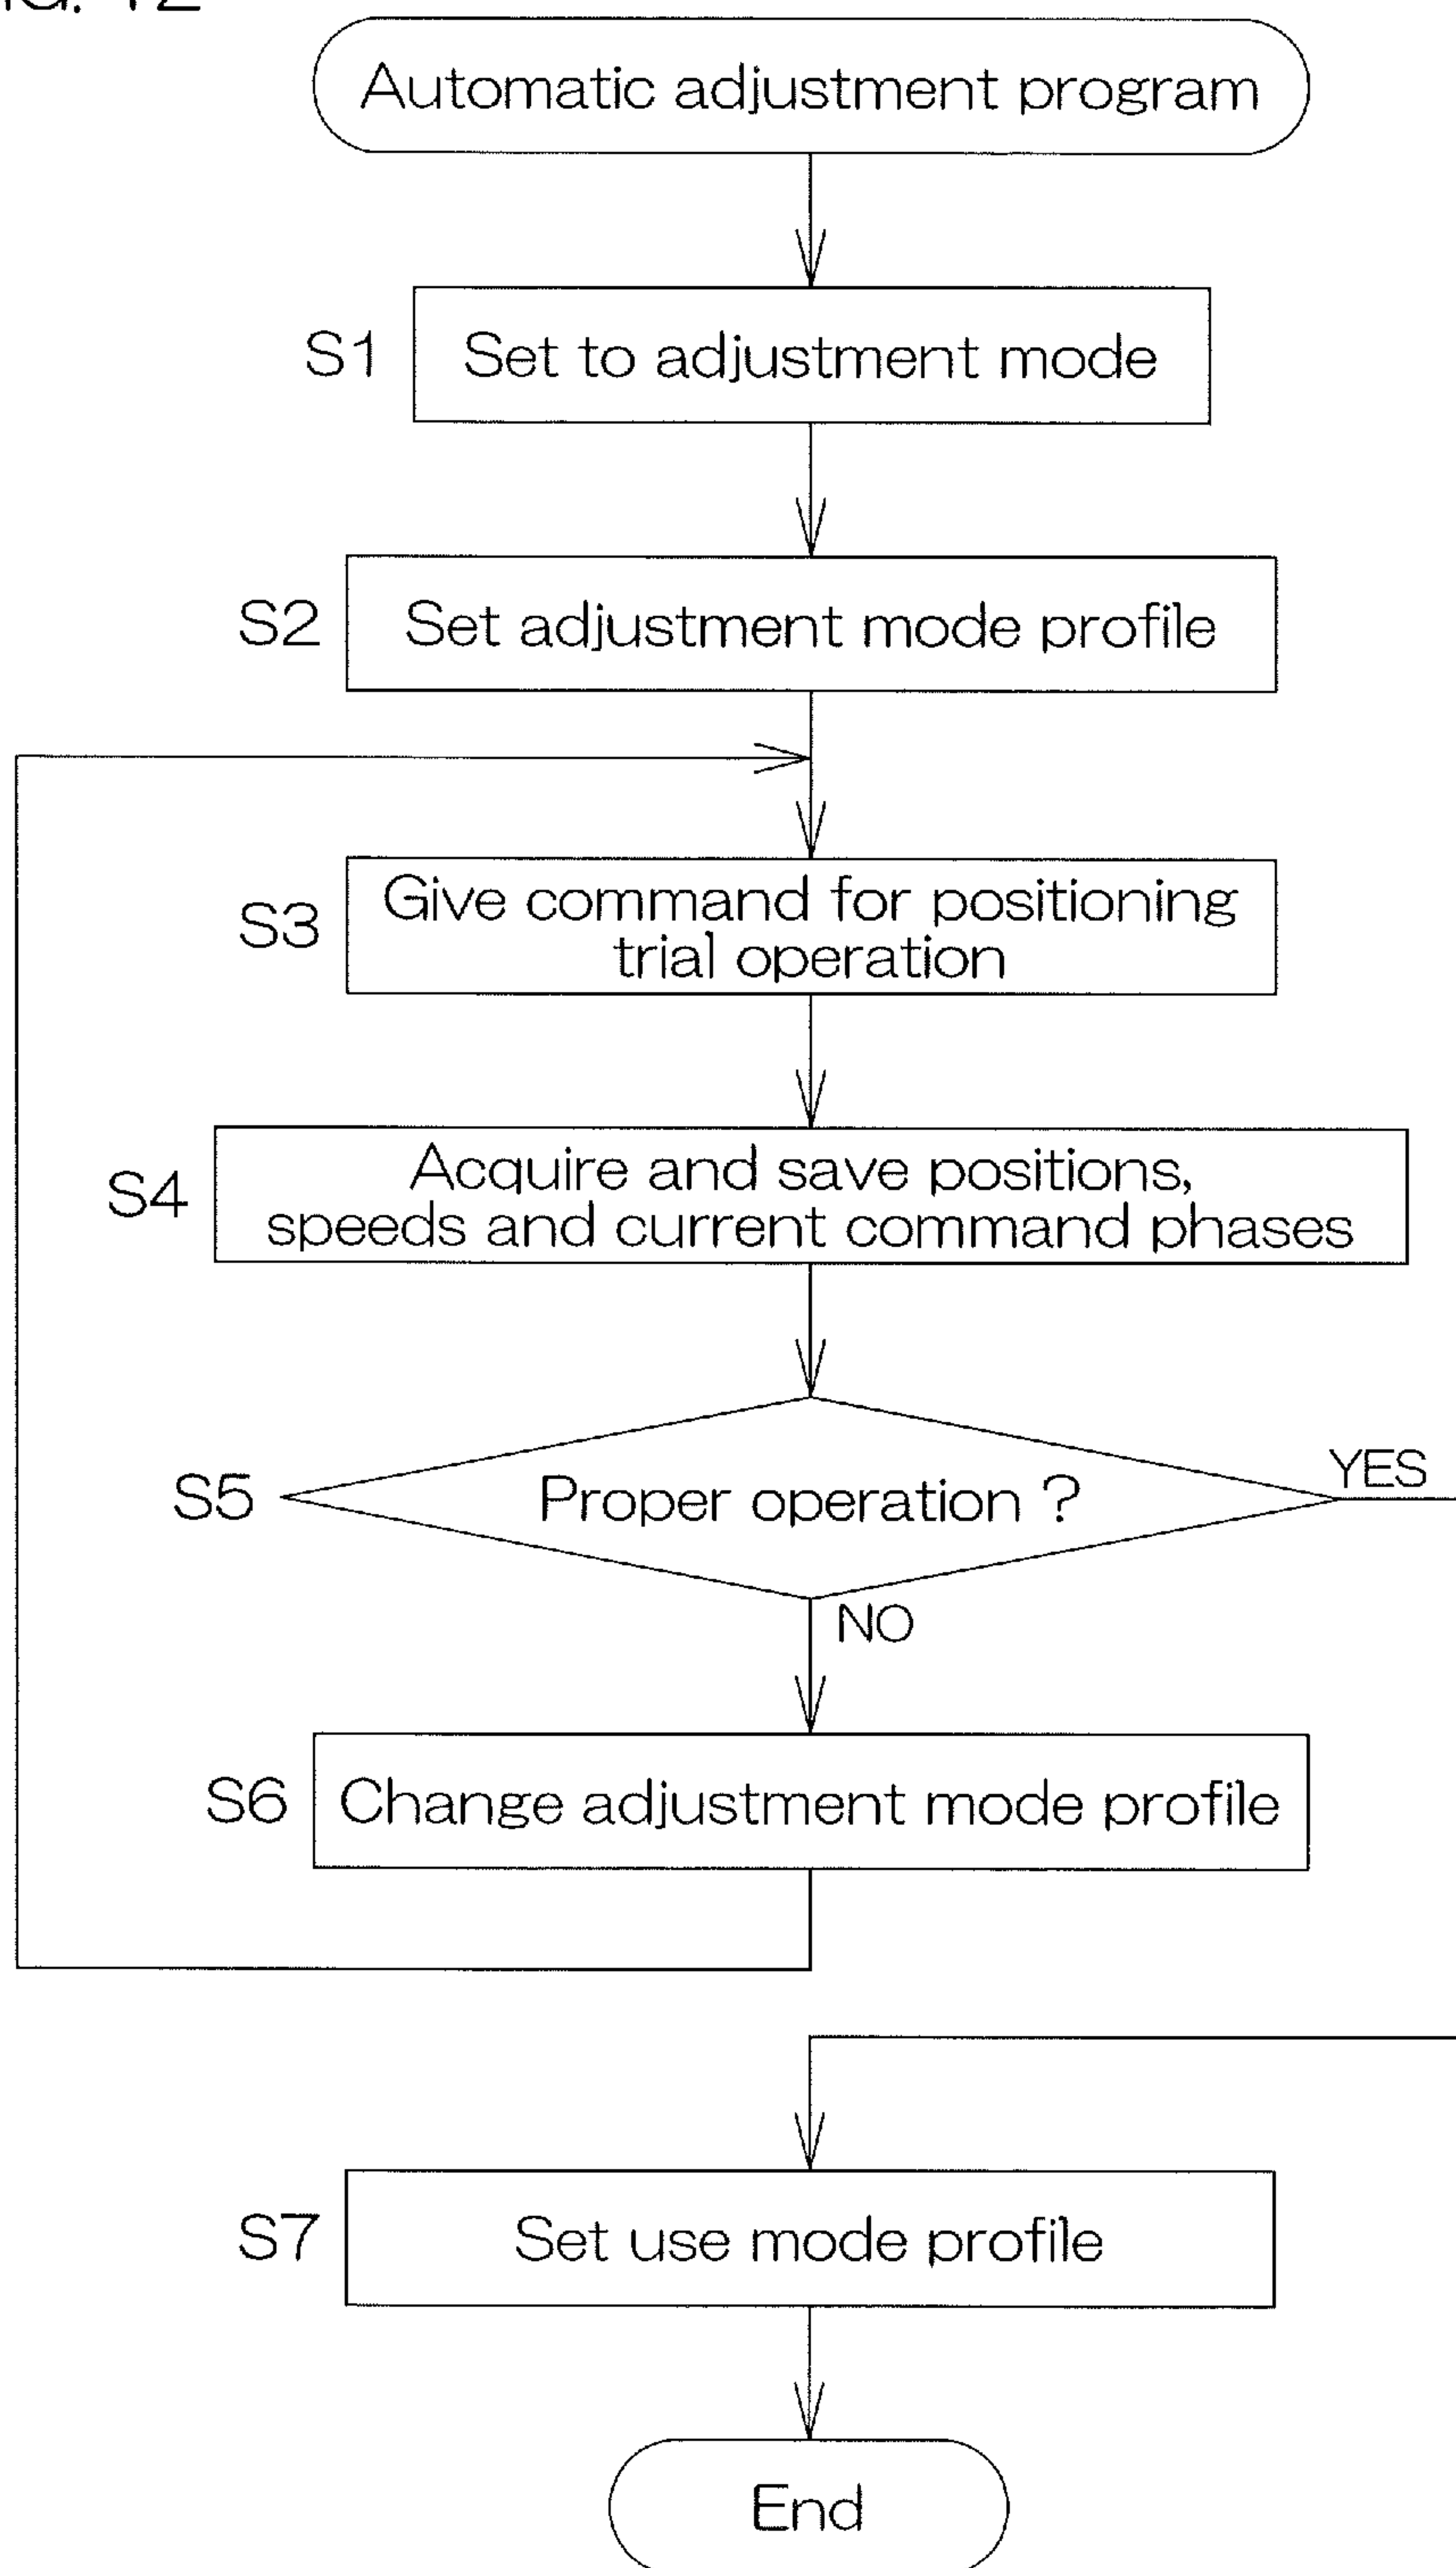 Automatic adjustment program
S1 Set to adjustment mode
S2 Set adjustment mode profile
S3 Give command for positioning
trial operation
S4 Acquire and save positions,
speeds and current command phases
S5 Proper operation ?
YES
NO
S6 Change adjustment mode profile
S7 Set use mode profile
End